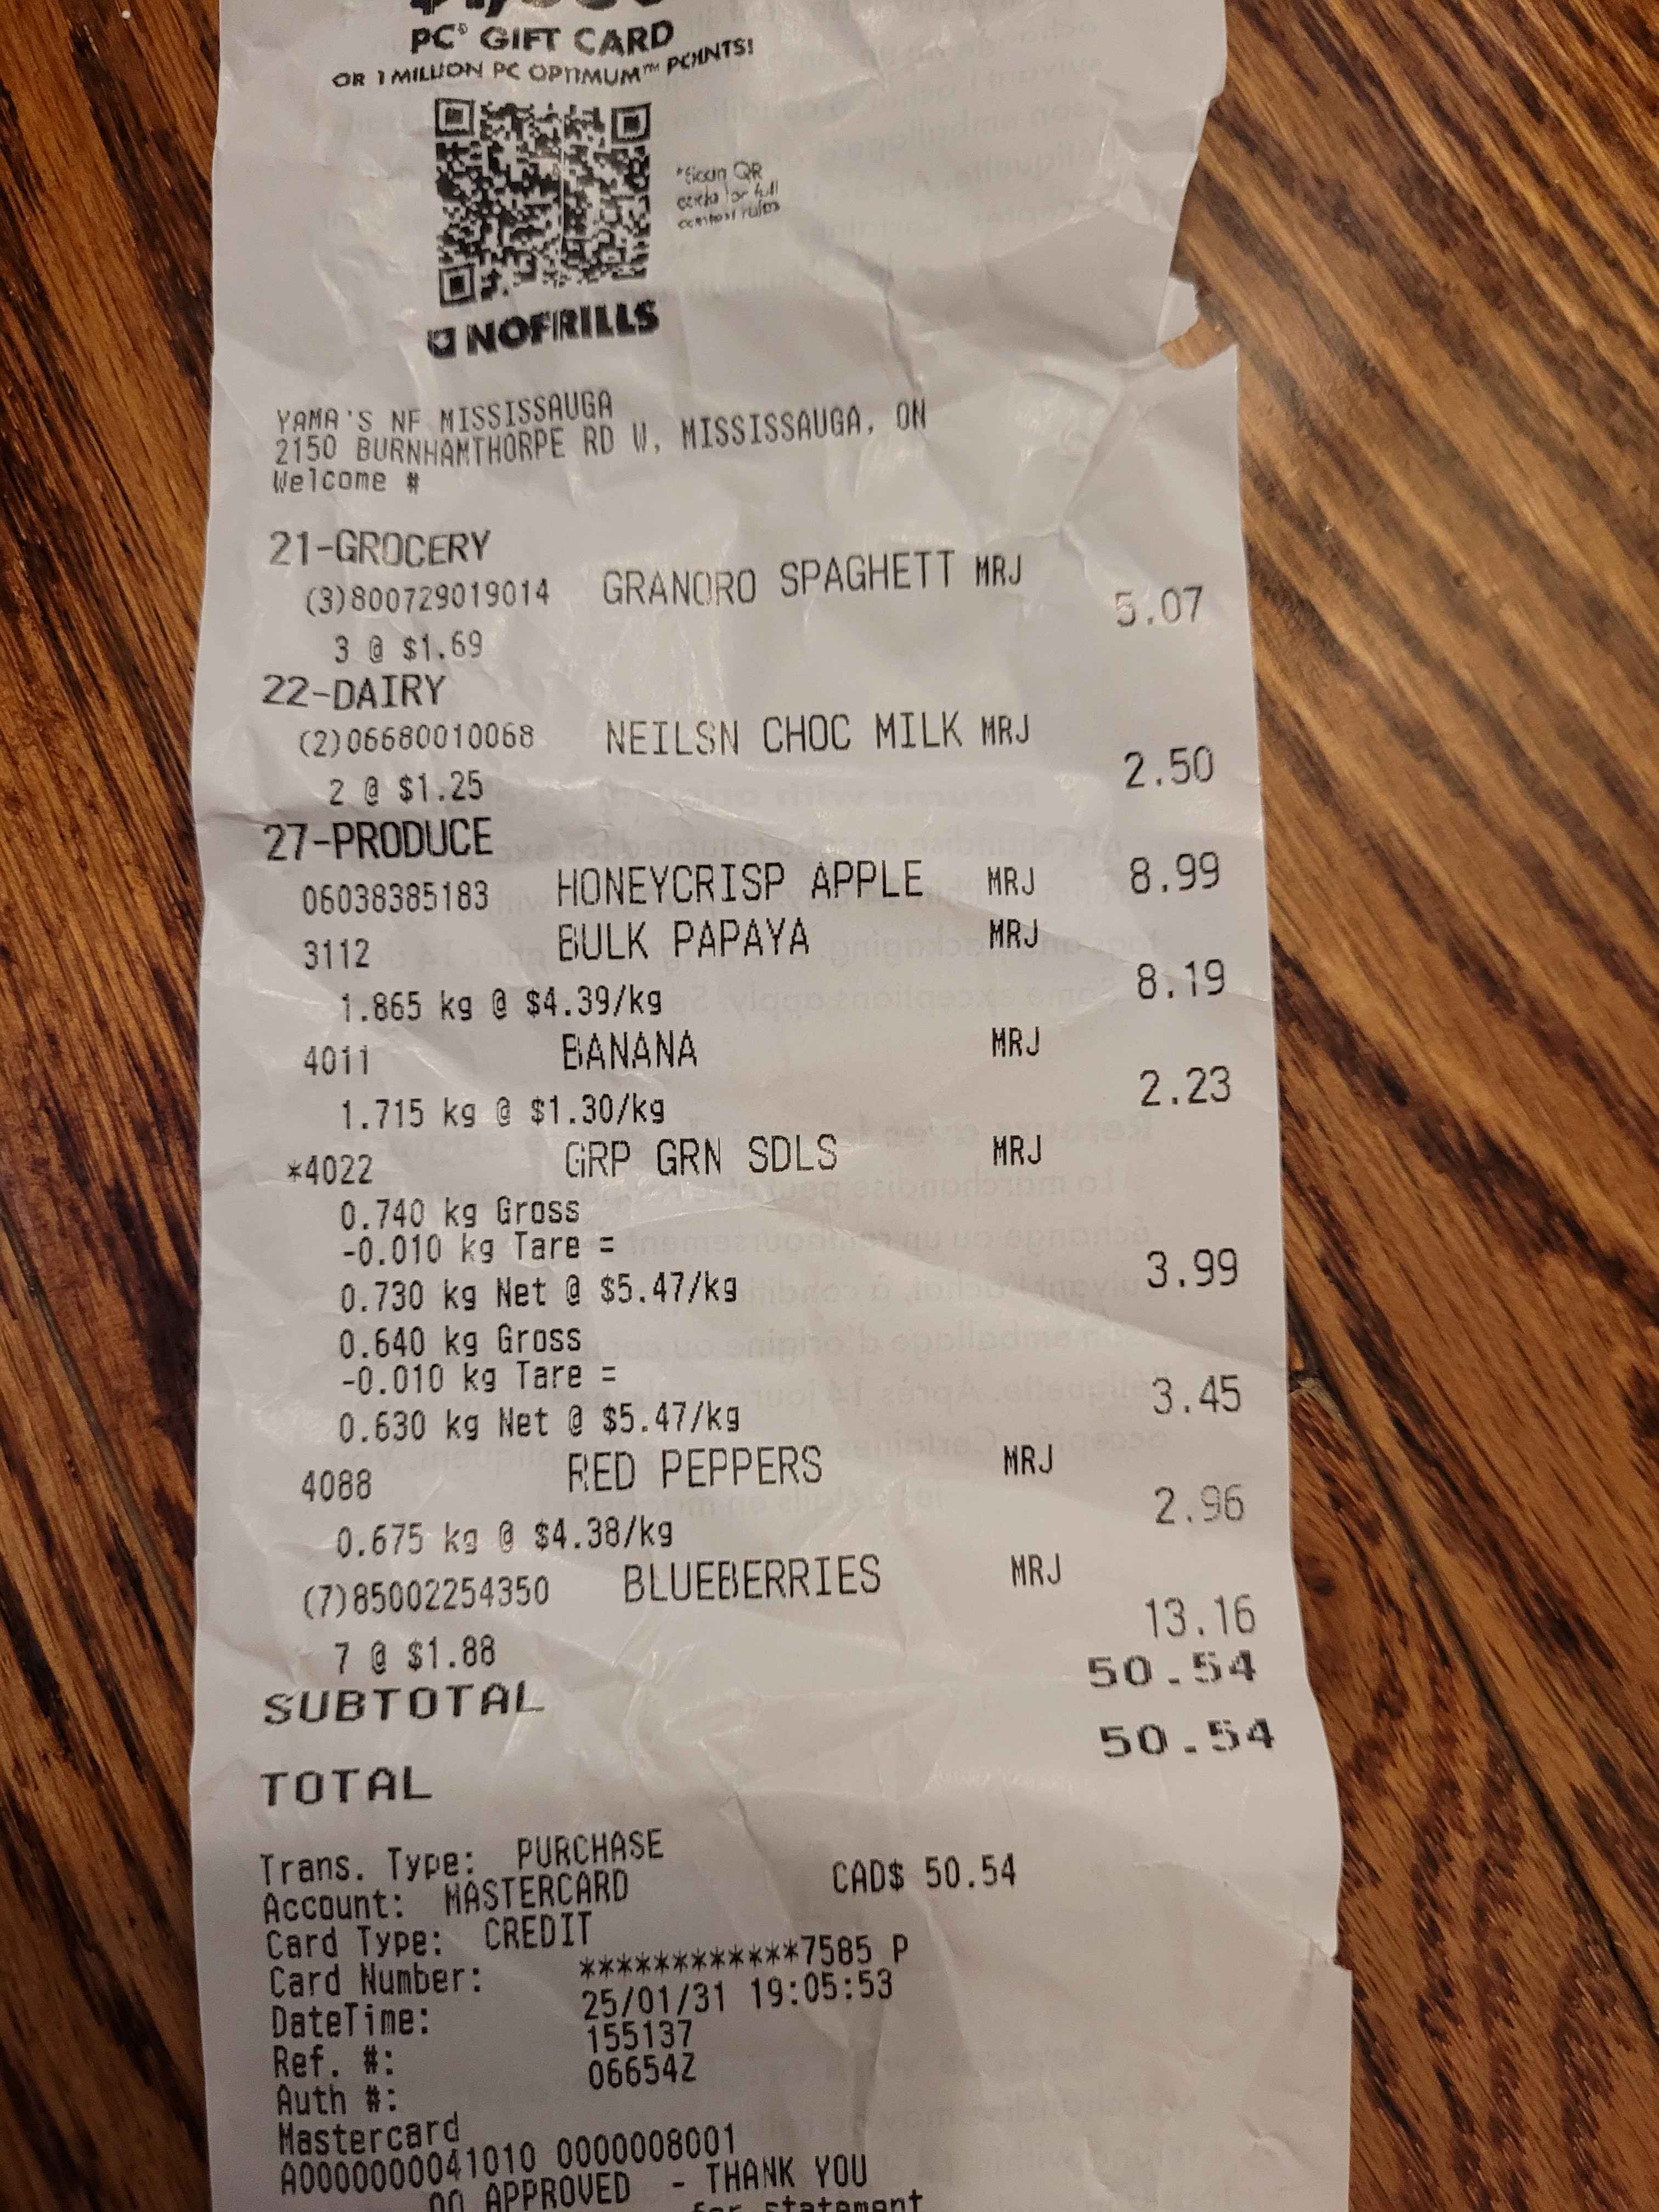 PC® GIFT CARD
OR 1 MILLION PC OPTIMUM™ POINTS!
*Scan QR
code for full
contest rules
NOFRILLS
YAMA'S NF MISSISSAUGA
2150 BURNHAMTHORPE RD W, MISSISSAUGA, ON
Welcome #
21-GROCERY
(3)800729019014 GRANORO SPAGHETT MRJ
3 @ $1.69 5.07
22-DAIRY
(2)06680010068 NEILSN CHOC MILK MRJ
2 @ $1.25 2.50
27-PRODUCE
06038385183 HONEYCRISP APPLE MRJ 8.99
3112 BULK PAPAYA MRJ
1.865 kg @ $4.39/kg 8.19
4011 BANANA MRJ
1.715 kg @ $1.30/kg 2.23
*4022 GRP GRN SDLS MRJ
0.740 kg Gross
-0.010 kg Tare =
0.730 kg Net @ $5.47/kg 3.99
0.640 kg Gross
-0.010 kg Tare =
0.630 kg Net @ $5.47/kg 3.45
4088 RED PEPPERS MRJ
0.675 kg @ $4.38/kg 2.96
(7)85002254350 BLUEBERRIES MRJ
7 @ $1.88 13.16
SUBTOTAL 50.54
TOTAL 50.54
Trans. Type: PURCHASE
Account: MASTERCARD CAD$ 50.54
Card Type: CREDIT
Card Number: ************7585 P
DateTime: 25/01/31 19:05:53
Ref. #: 155137
Auth #: 06654Z
Mastercard
A0000000041010 0000008001
00 APPROVED - THANK YOU
for statement